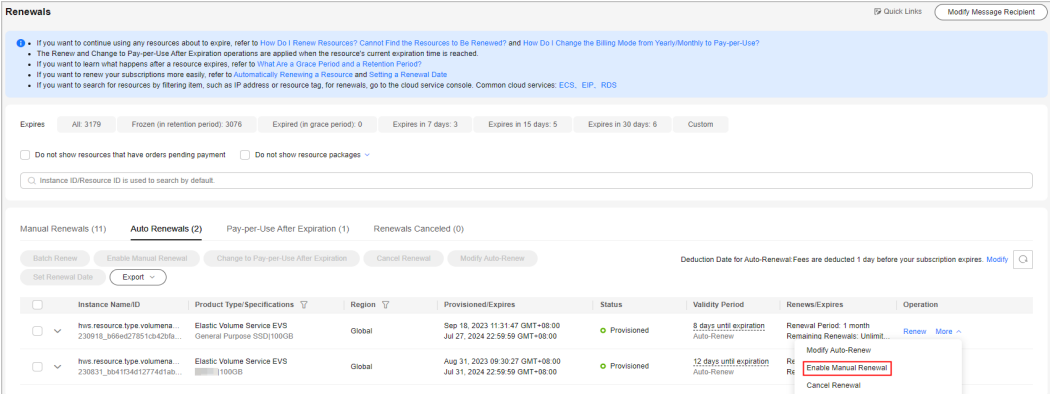 Renewals
Quick Links
Modify Message Recipient
If you want to continue using any resources about to expire, refer to How Do I Renew Resources? Cannot Find the Resources to Be Renewed? and How Do I Change the Billing Mode from Yearly/Monthly to Pay-per-Use?
The Renew and Change to Pay-per-Use After Expiration operations are applied when the resource's current expiration time is reached.
If you want to learn what happens after a resource expires, refer to What Are a Grace Period and a Retention Period?
If you want to renew your subscriptions more easily, refer to Automatically Renewing a Resource and Setting a Renewal Date
If you want to search for resources by filtering item, such as IP address or resource tag, for renewals, go to the cloud service console. Common cloud services: ECS、EIP、RDS
Expires All: 3179 Frozen (in retention period): 3076 Expired (in grace period): 0 Expires in 7 days: 3 Expires in 15 days: 5 Expires in 30 days: 6 Custom
Do not show resources that have orders pending payment Do not show resource packages
Instance ID/Resource ID is used to search by default.
Manual Renewals (11) Auto Renewals (2) Pay-per-Use After Expiration (1) Renewals Canceled (0)
Batch Renew Enable Manual Renewal Change to Pay-per-Use After Expiration Cancel Renewal Modify Auto-Renew
Deduction Date for Auto-Renewal:Fees are deducted 1 day before your subscription expires. Modify
Set Renewal Date Export
Instance Name/ID Product Type/Specifications Region Provisioned/Expires Status Validity Period Renews/Expires Operation
hws.resource.type.volumena... Elastic Volume Service EVS Global Sep 18, 2023 11:31:47 GMT+08:00 Provisioned 8 days until expiration Renewal Period: 1 month Renew More
230918_b66ed27851cb42bfa... General Purpose SSD|100GB Jul 27, 2024 22:59:59 GMT+08:00 Auto-Renew Remaining Renewals: Unlimit...
Modify Auto-Renew
hws.resource.type.volumena... Elastic Volume Service EVS Global Aug 31, 2023 09:30:27 GMT+08:00 Provisioned 12 days until expiration Re
230831_bb41f34d12774d1ab... |100GB Jul 31, 2024 22:59:59 GMT+08:00 Auto-Renew Re
Enable Manual Renewal
Cancel Renewal